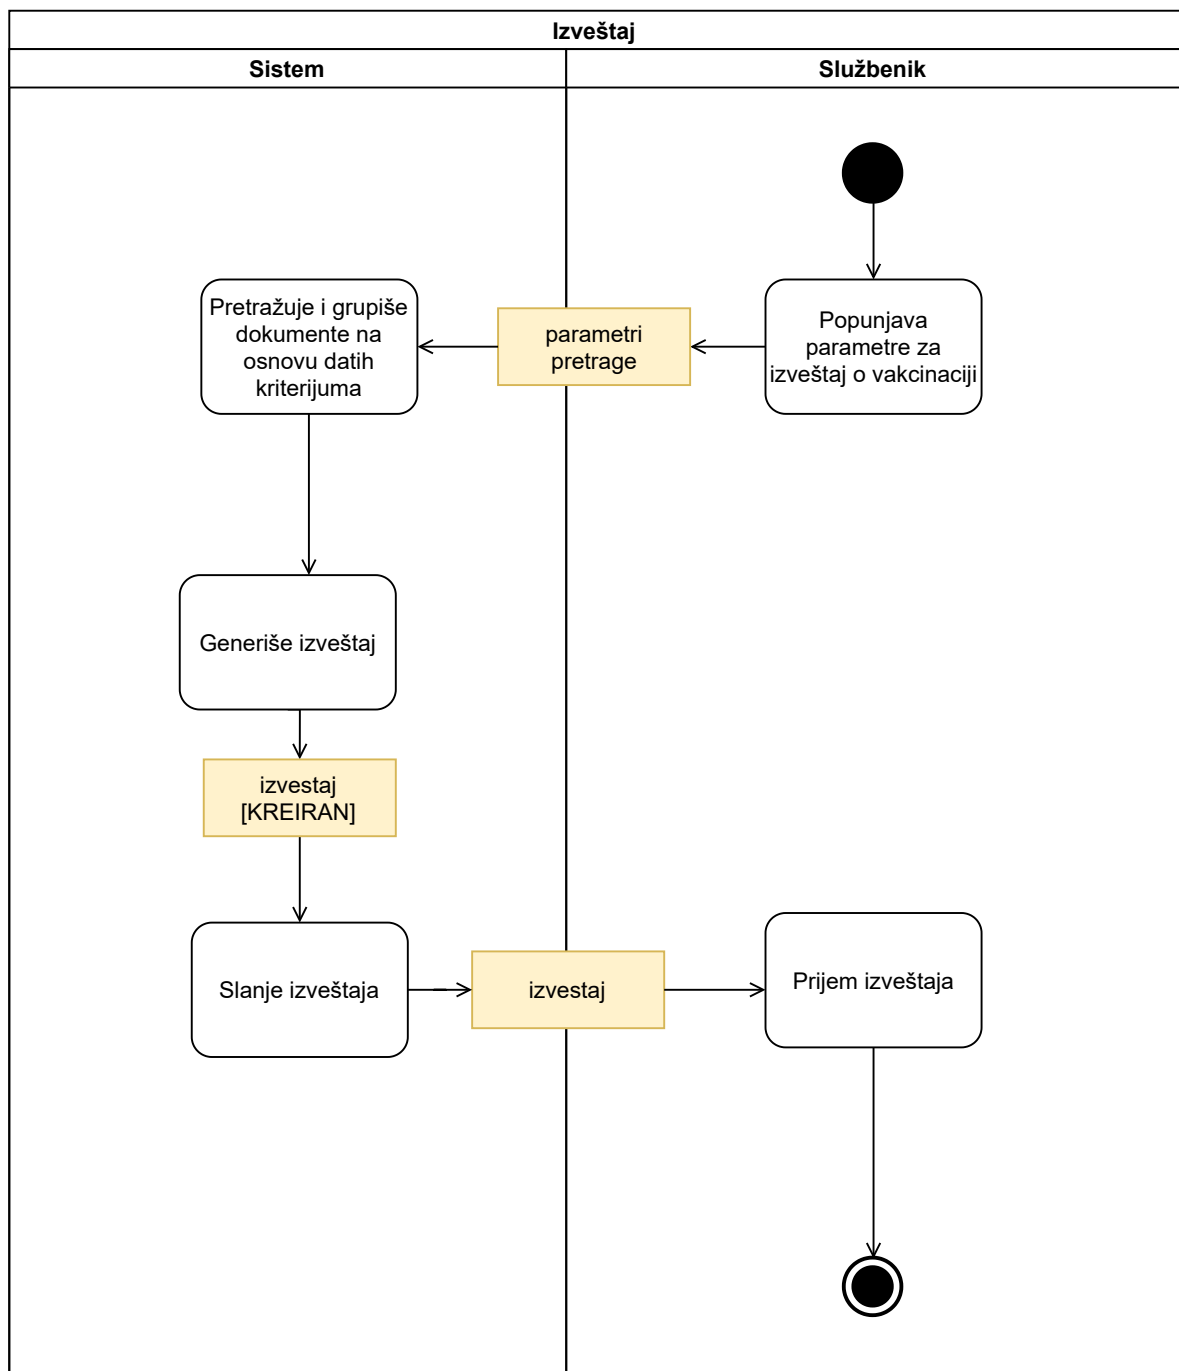 Izveštaj
Sistem
Službenik
Pretražuje i grupiše
dokumente na
osnovu datih
kriterijuma
parametri
pretrage
Popunjava
parametre za
izveštaj o vakcinaciji
Generiše izveštaj
izvestaj
[KREIRAN]
Slanje izveštaja
izvestaj
Prijem izveštaja